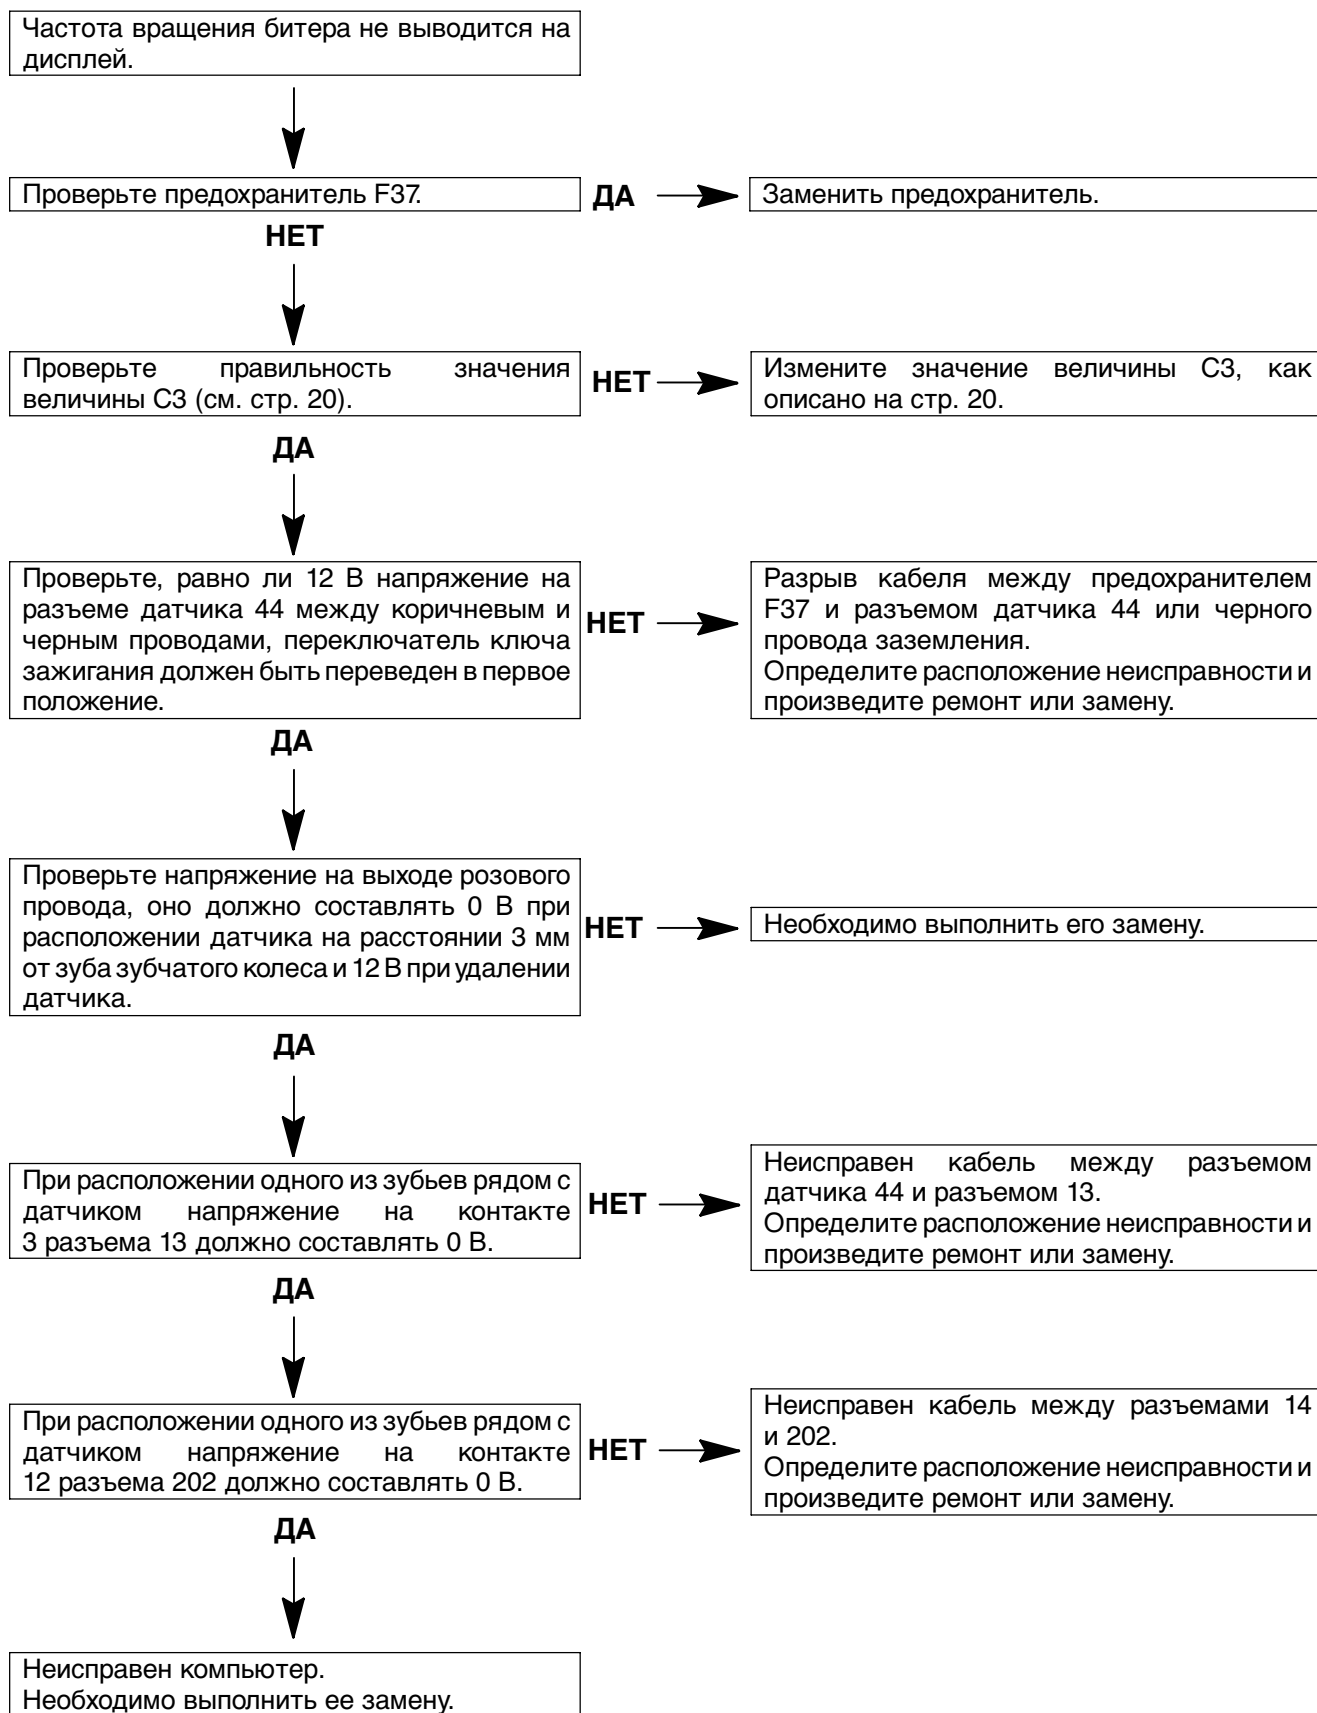 Частота вращения битера не выводится на
дисплей.
Проверьте предохранитель F37.
ДА
Заменить предохранитель.
НЕТ
Проверьте правильность значения
величины C3 (см. стр. 20).
НЕТ
Измените значение величины C3, как
описано на стр. 20.
ДА
Проверьте, равно ли 12 В напряжение на
разъеме датчика 44 между коричневым и
черным проводами, переключатель ключа
зажигания должен быть переведен в первое
положение.
НЕТ
Разрыв кабеля между предохранителем
F37 и разъемом датчика 44 или черного
провода заземления.
Определите расположение неисправности и
произведите ремонт или замену.
ДА
Проверьте напряжение на выходе розового
провода, оно должно составлять 0 В при
расположении датчика на расстоянии 3 мм
от зуба зубчатого колеса и 12 В при удалении
датчика.
НЕТ
Необходимо выполнить его замену.
ДА
При расположении одного из зубьев рядом с
датчиком напряжение на контакте
3 разъема 13 должно составлять 0 В.
НЕТ
Неисправен кабель между разъемом
датчика 44 и разъемом 13.
Определите расположение неисправности и
произведите ремонт или замену.
ДА
При расположении одного из зубьев рядом с
датчиком напряжение на контакте
12 разъема 202 должно составлять 0 В.
НЕТ
Неисправен кабель между разъемами 14
и 202.
Определите расположение неисправности и
произведите ремонт или замену.
ДА
Неисправен компьютер.
Необходимо выполнить ее замену.